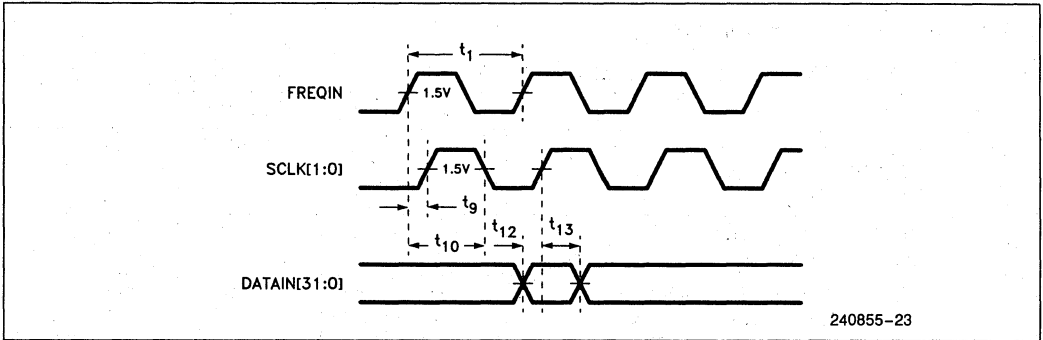 t1
FREQIN
1.5V
SCLK[1:0]
1.5V
t9
t12
t13
t10
DATAIN[31:0]
240855-23